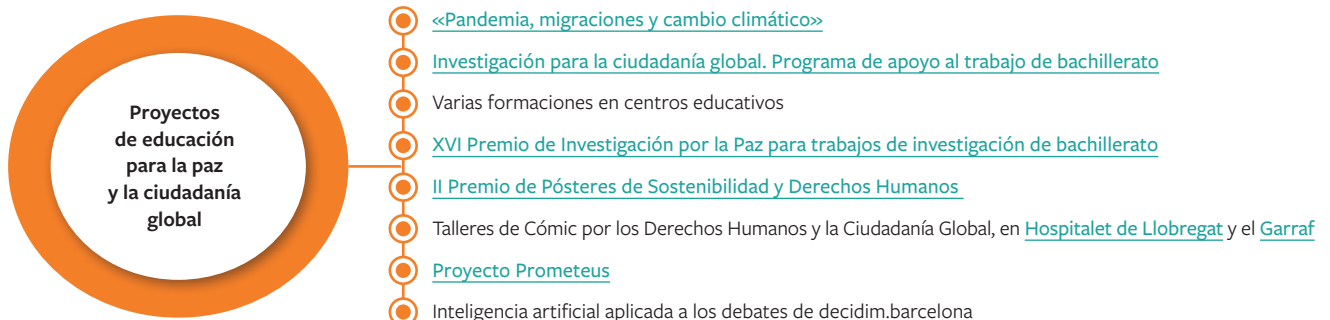 Proyectos
de educación
para la paz
y la ciudadanía
global
«Pandemia, migraciones y cambio climático»
Investigación para la ciudadanía global. Programa de apoyo al trabajo de bachillerato
Varias formaciones en centros educativos
XVI Premio de Investigación por la Paz para trabajos de investigación de bachillerato
II Premio de Pósteres de Sostenibilidad y Derechos Humanos
Talleres de Cómic por los Derechos Humanos y la Ciudadanía Global, en Hospitalet de Llobregat y el Garraf
Proyecto Prometeus
Inteligencia artificial aplicada a los debates de decidim.barcelona